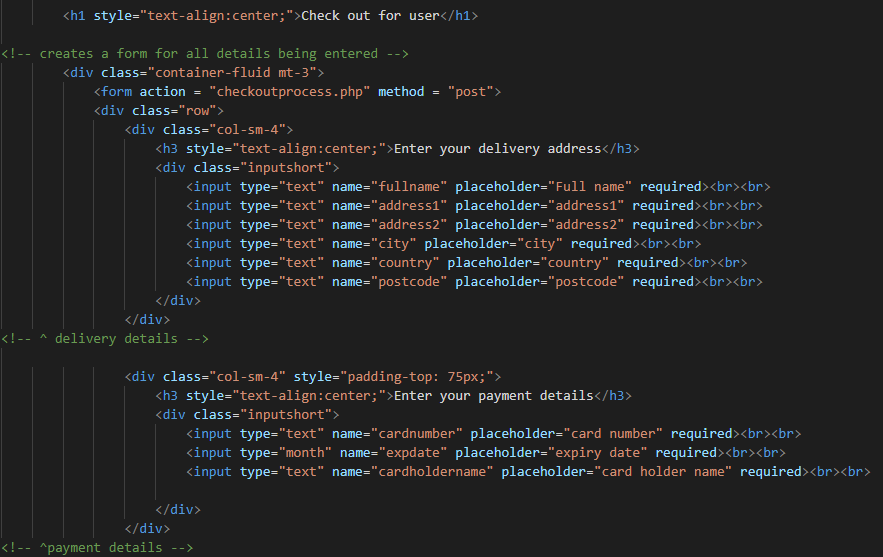 <h1 style="text-align:center;">Check out for user</h1>
<!-- creates a form for all details being entered -->
<div class="container-fluid mt-3">
<form action = "checkoutprocess.php" method = "post">
<div class="row">
<div class="col-sm-4">
<h3 style="text-align:center;">Enter your delivery address</h3>
<div class="inputshort">
<input type="text" name="fullname" placeholder="Full name" required><br><br>
<input type="text" name="address1" placeholder="address1" required><br><br>
<input type="text" name="address2" placeholder="address2" required><br><br>
<input type="text" name="city" placeholder="city" required><br><br>
<input type="text" name="country" placeholder="country" required><br><br>
<input type="text" name="postcode" placeholder="postcode" required><br><br>
</div>
</div>
<!-- ^ delivery details -->
<div class="col-sm-4" style="padding-top: 75px;">
<h3 style="text-align:center;">Enter your payment details</h3>
<div class="inputshort">
<input type="text" name="cardnumber" placeholder="card number" required><br><br>
<input type="month" name="expdate" placeholder="expiry date" required><br><br>
<input type="text" name="cardholdername" placeholder="card holder name" required><br><br>
</div>
</div>
<!-- ^payment details -->